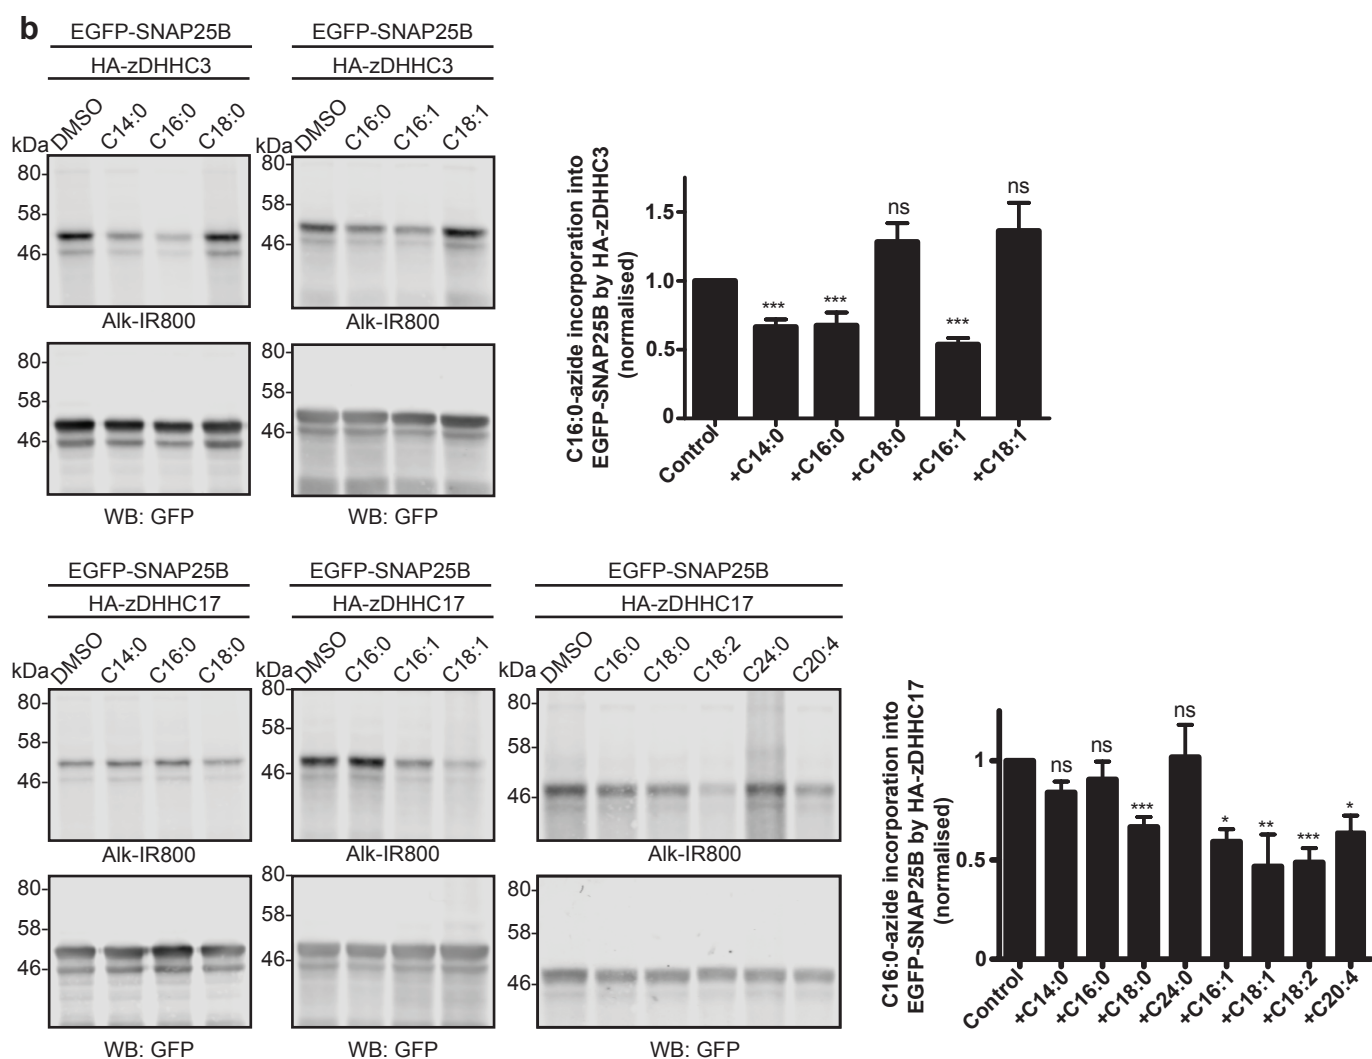 b
EGFP-SNAP25B
HA-zDHHC3
kDa DMSO C14:0 C16:0 C18:0
80
58
46
Alk-IR800
80
58
46
WB: GFP
EGFP-SNAP25B
HA-zDHHC3
kDa DMSO C16:0 C16:1 C18:1
80
58
46
Alk-IR800
80
58
46
WB: GFP
C16:0-azide incorporation into
EGFP-SNAP25B by HA-zDHHC3
(normalised)
1.5
1.0
0.5
0
*** *** ns *** ns
Control +C14:0 +C16:0 +C18:0 +C16:1 +C18:1
EGFP-SNAP25B
HA-zDHHC17
kDa DMSO C14:0 C16:0 C18:0
80
58
46
Alk-IR800
80
58
46
WB: GFP
EGFP-SNAP25B
HA-zDHHC17
kDa DMSO C16:0 C16:1 C18:1
80
58
46
Alk-IR800
80
58
46
WB: GFP
EGFP-SNAP25B
HA-zDHHC17
kDa DMSO C16:0 C18:0 C18:2 C24:0 C20:4
80
58
46
Alk-IR800
80
58
46
WB: GFP
C16:0-azide incorporation into
EGFP-SNAP25B by HA-zDHHC17
(normalised)
1
0.5
0
ns ns *** ns * ** *** *
Control +C14:0 +C16:0 +C18:0 +C24:0 +C16:1 +C18:1 +C18:2 +C20:4